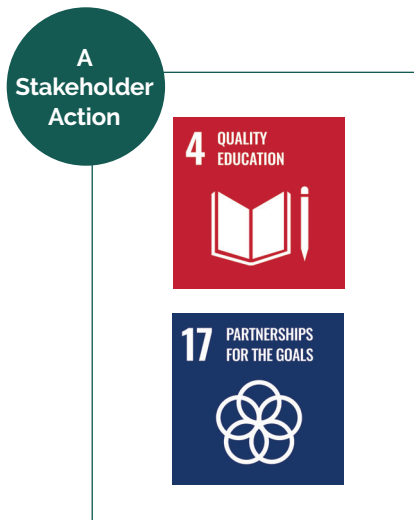 A
Stakeholder
Action
4 QUALITY
EDUCATION
17 PARTNERSHIPS
FOR THE GOALS